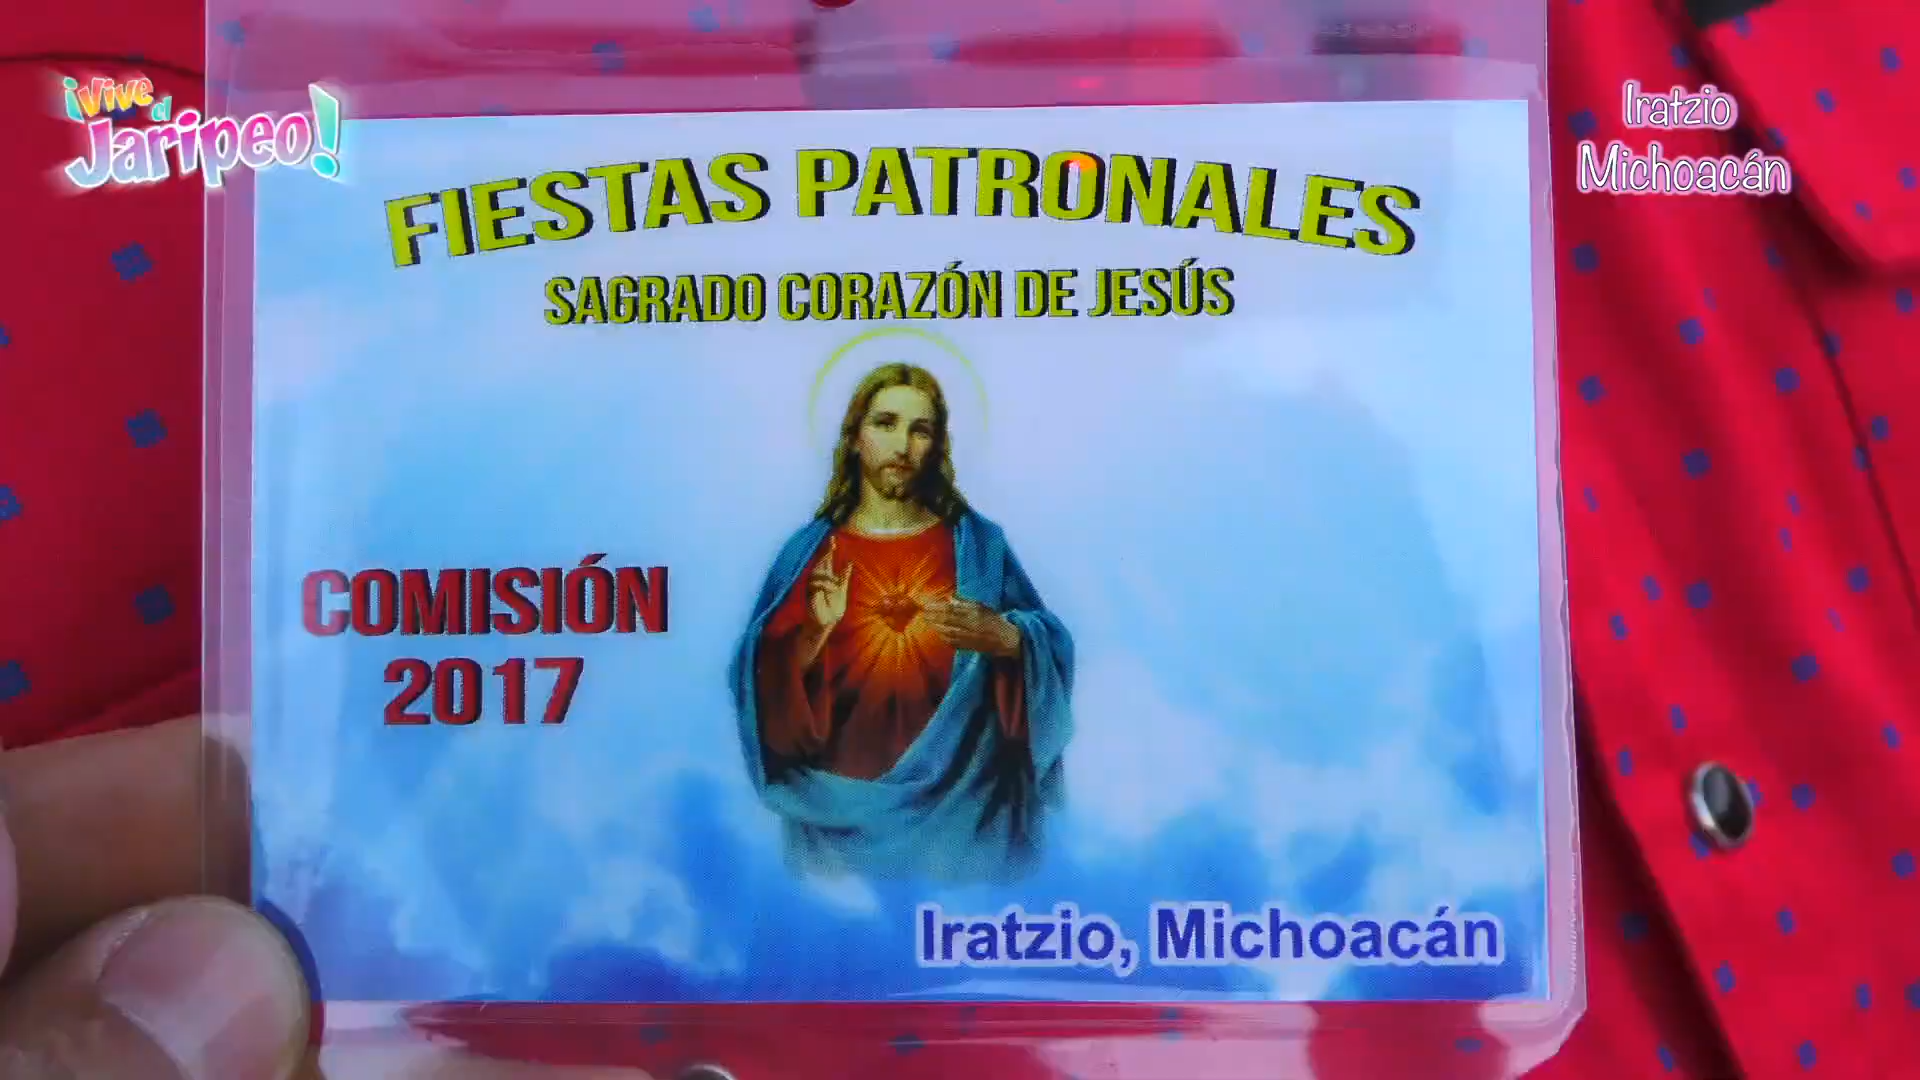 ¡Vive el
Jaripeo!
Iratzio
Michoacán
FIESTAS PATRONALES
SAGRADO CORAZÓN DE JESÚS
COMISIÓN
2017
Iratzio, Michoacán